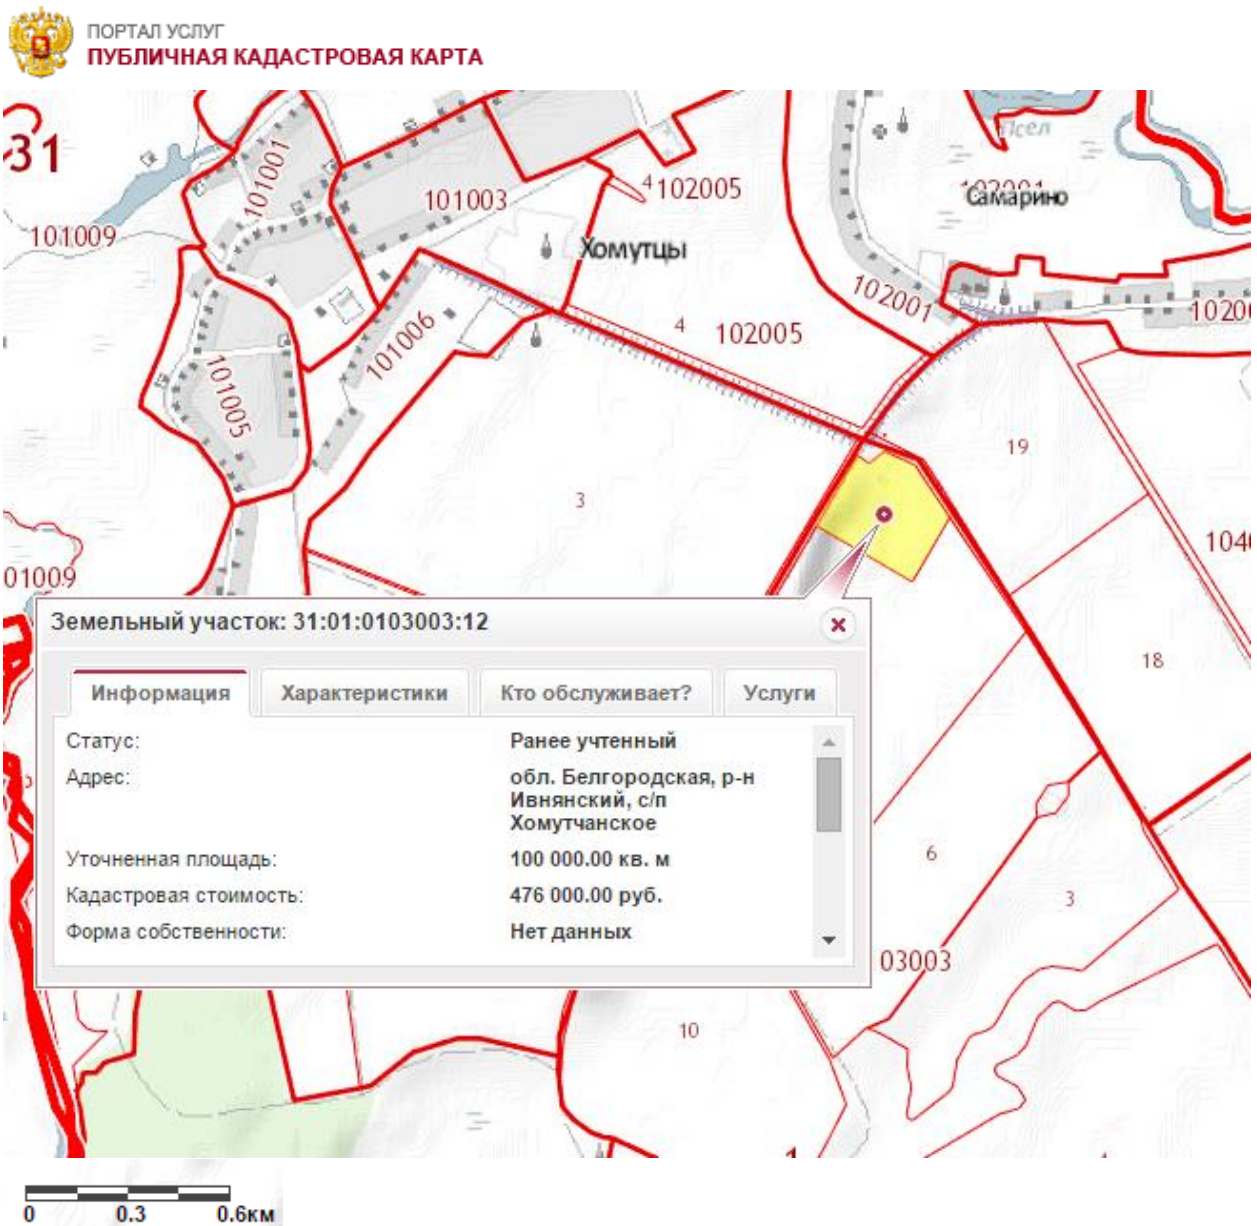 ПОРТАЛ УСЛУГ
ПУБЛИЧНАЯ КАДАСТРОВАЯ КАРТА
31
101001
101003
4
102005
Псел
Самарино
101009
Хомутцы
102001
101006
4
102005
101005
19
3
104
01009
18
Земельный участок: 31:01:0103003:12
Информация
Характеристики
Кто обслуживает?
Услуги
Статус:
Ранее учтенный
Адрес:
обл. Белгородская, р-н
Ивнянский, с/п
Хомутчанское
Уточненная площадь:
100 000.00 кв. м
Кадастровая стоимость:
476 000.00 руб.
Форма собственности:
Нет данных
6
3
03003
10
0
0.3
0.6км